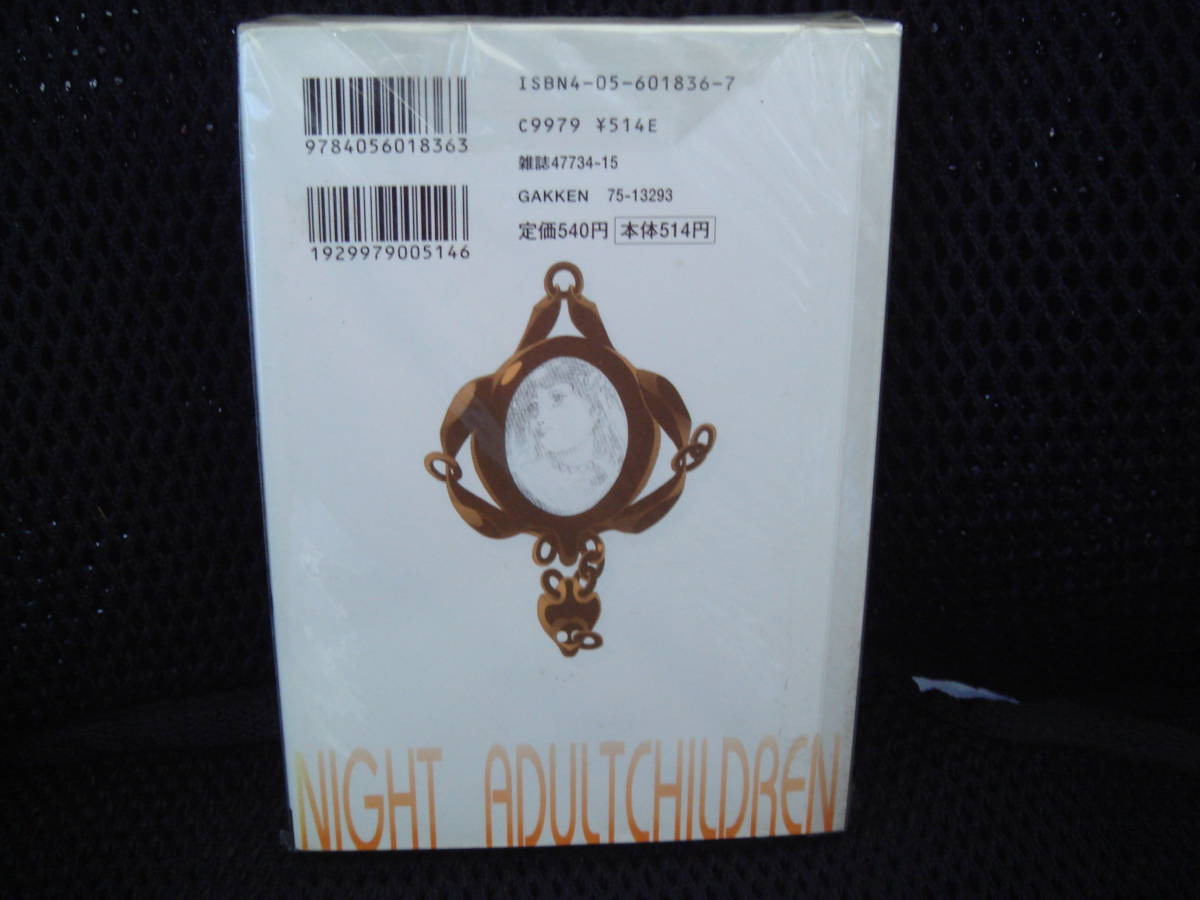 ISBN4-05-601836-7
C9979 ¥514E
9784056018363
雑誌47734-15
GAKKEN 75-13293
定価540円 本体514円
1929979005146
NIGHT ADULTCHILDREN